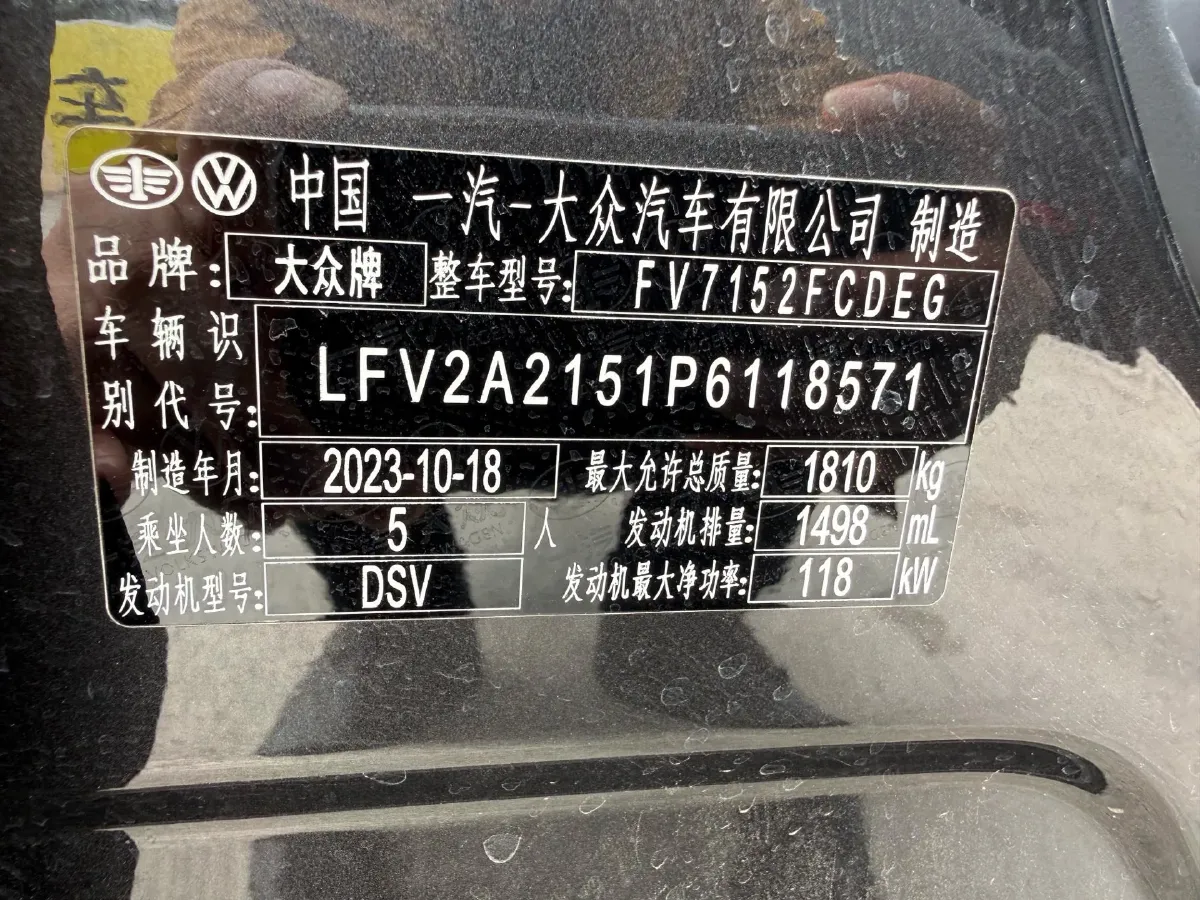 车
中国 一汽-大众汽车有限公司 制造
品牌: 大众牌 整车型号: FV7152FCDEG
车辆识
别代号: LFV2A2151P6118571
制造年月: 2023-10-18 最大允许总质量: 1810 kg
乘坐人数: 5 人 发动机排量: 1498 mL
发动机型号: DSV 发动机最大净功率: 118 kW